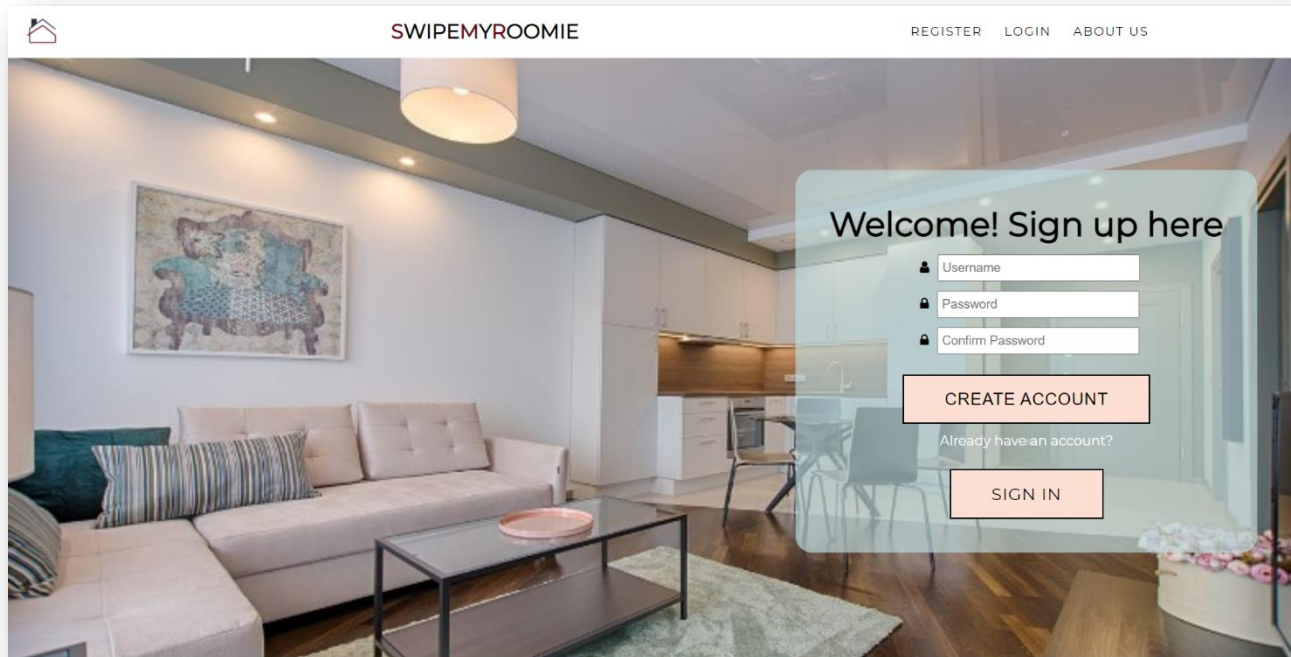 SWIPEMYROOMIE
REGISTER LOGIN ABOUT US
Welcome! Sign up here
Username
Password
Confirm Password
CREATE ACCOUNT
Already have an account?
SIGN IN